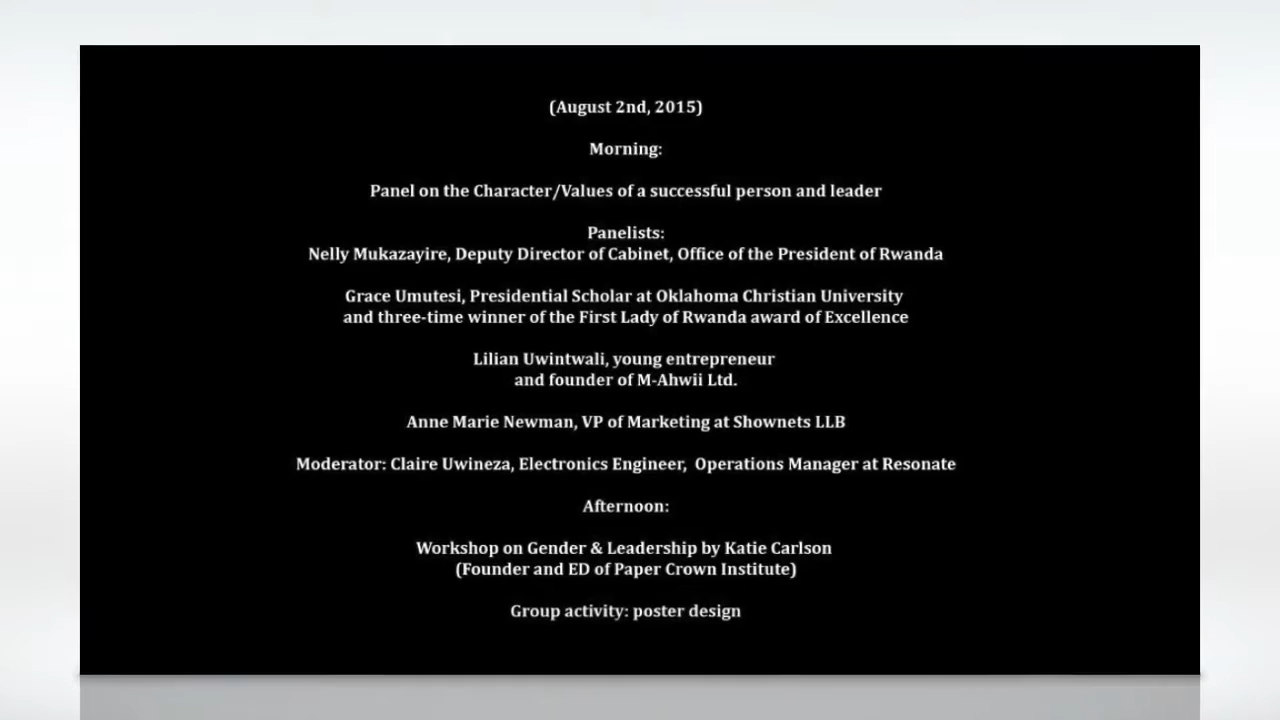 (August 2nd, 2015)
Morning:
Panel on the Character/Values of a successful person and leader
Panelists:
Nelly Mukazayire, Deputy Director of Cabinet, Office of the President of Rwanda
Grace Umutesi, Presidential Scholar at Oklahoma Christian University
and three-time winner of the First Lady of Rwanda award of Excellence
Lilian Uwintwali, young entrepreneur
and founder of M-Ahwii Ltd.
Anne Marie Newman, VP of Marketing at Shownets LLB
Moderator: Claire Uwineza, Electronics Engineer,  Operations Manager at Resonate
Afternoon:
Workshop on Gender & Leadership by Katie Carlson
(Founder and ED of Paper Crown Institute)
Group activity: poster design